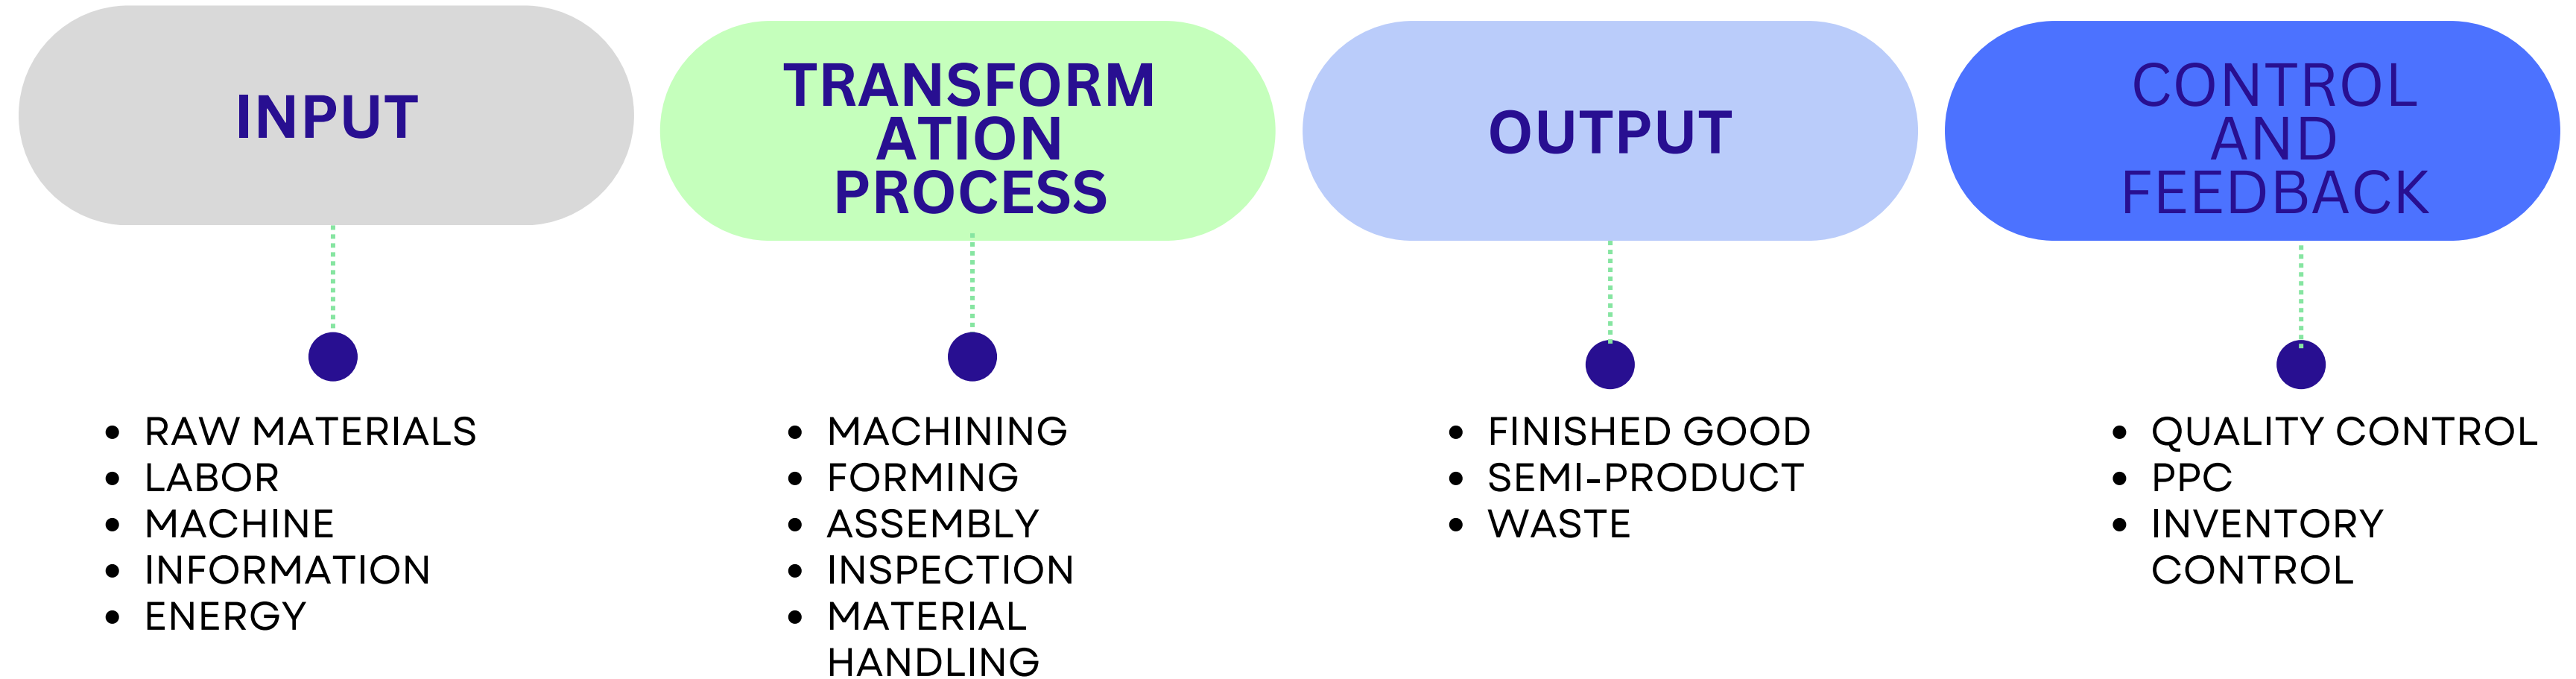 INPUT
TRANSFORM
ATION
PROCESS
OUTPUT
CONTROL
AND
FEEDBACK
• RAW MATERIALS
• LABOR
• MACHINE
• INFORMATION
• ENERGY
• MACHINING
• FORMING
• ASSEMBLY
• INSPECTION
• MATERIAL
HANDLING
• FINISHED GOOD
• SEMI-PRODUCT
• WASTE
• QUALITY CONTROL
• PPC
• INVENTORY
CONTROL